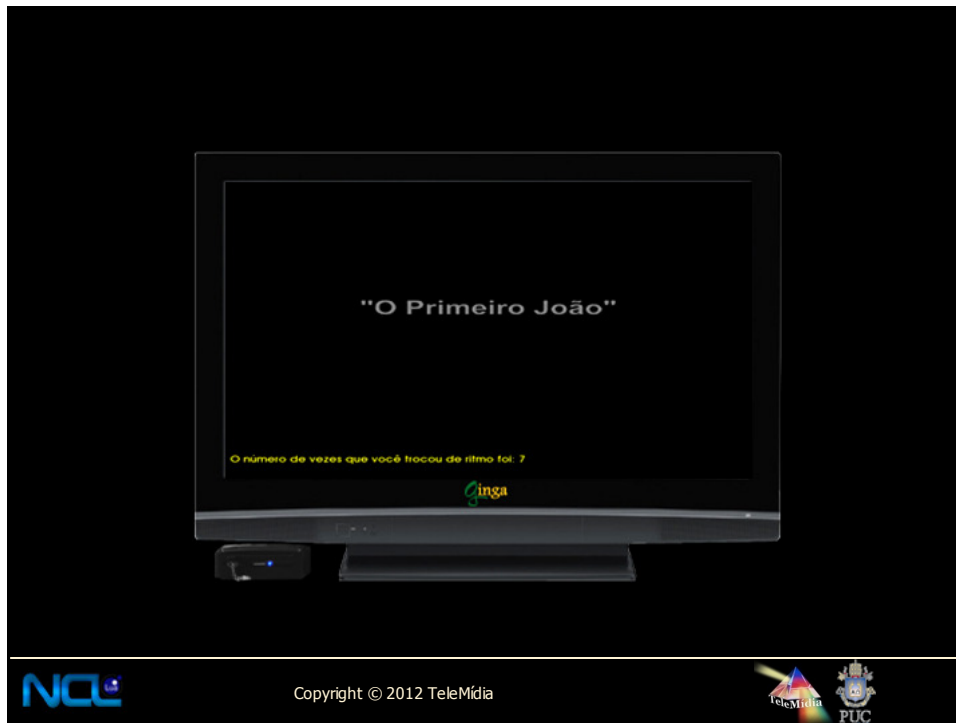 "O Primeiro João"
O número de vezes que você trocou de ritmo foi: 7
Ginga
NCL
Lua
Copyright © 2012 TeleMídia
TeleMídia
PUC